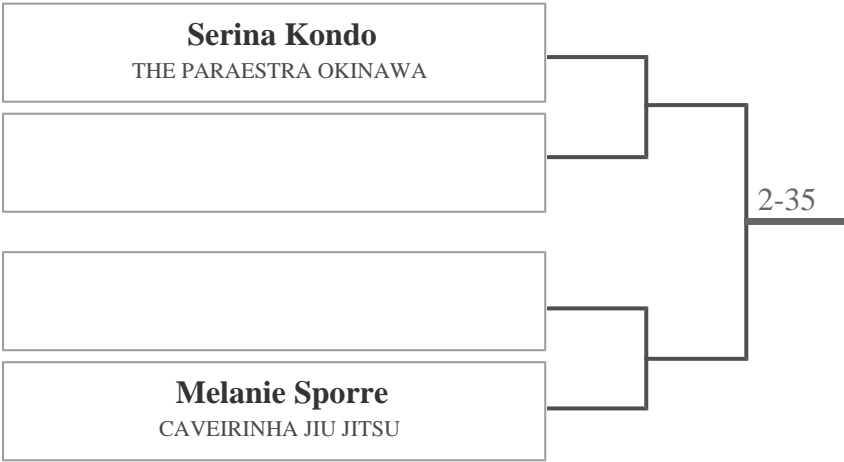 Serina Kondo
THE PARAESTRA OKINAWA
2-35
Melanie Sporre
CAVEIRINHA JIU JITSU